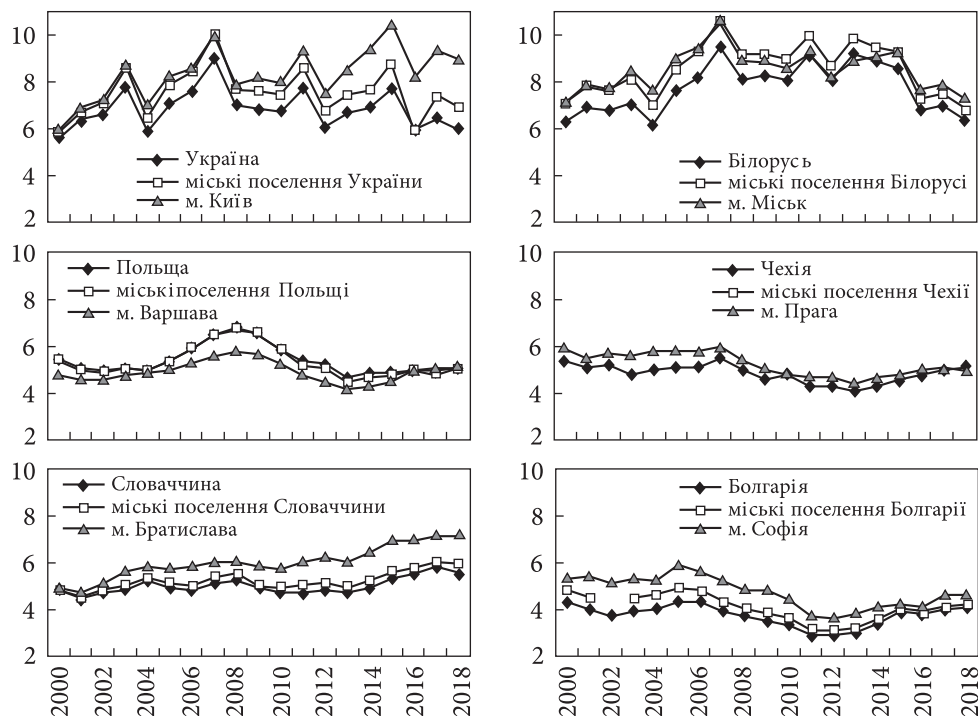 10
8
6
4
2
Україна
міські поселення України
м. Київ
10
8
6
4
2
Білорусь
міські поселення Білорусі
м. Міськ
10
8
6
4
2
Польща
міськіпоселення Польщі
м. Варшава
10
8
6
4
2
Чехія
міські поселення Чехії
м. Прага
10
8
6
4
2
Словаччина
міські поселення Словаччини
м. Братислава
2000 2002 2004 2006 2008 2010 2012 2014 2016 2018
10
8
6
4
2
Болгарія
міські поселення Болгарії
м. Софія
2000 2002 2004 2006 2008 2010 2012 2014 2016 2018